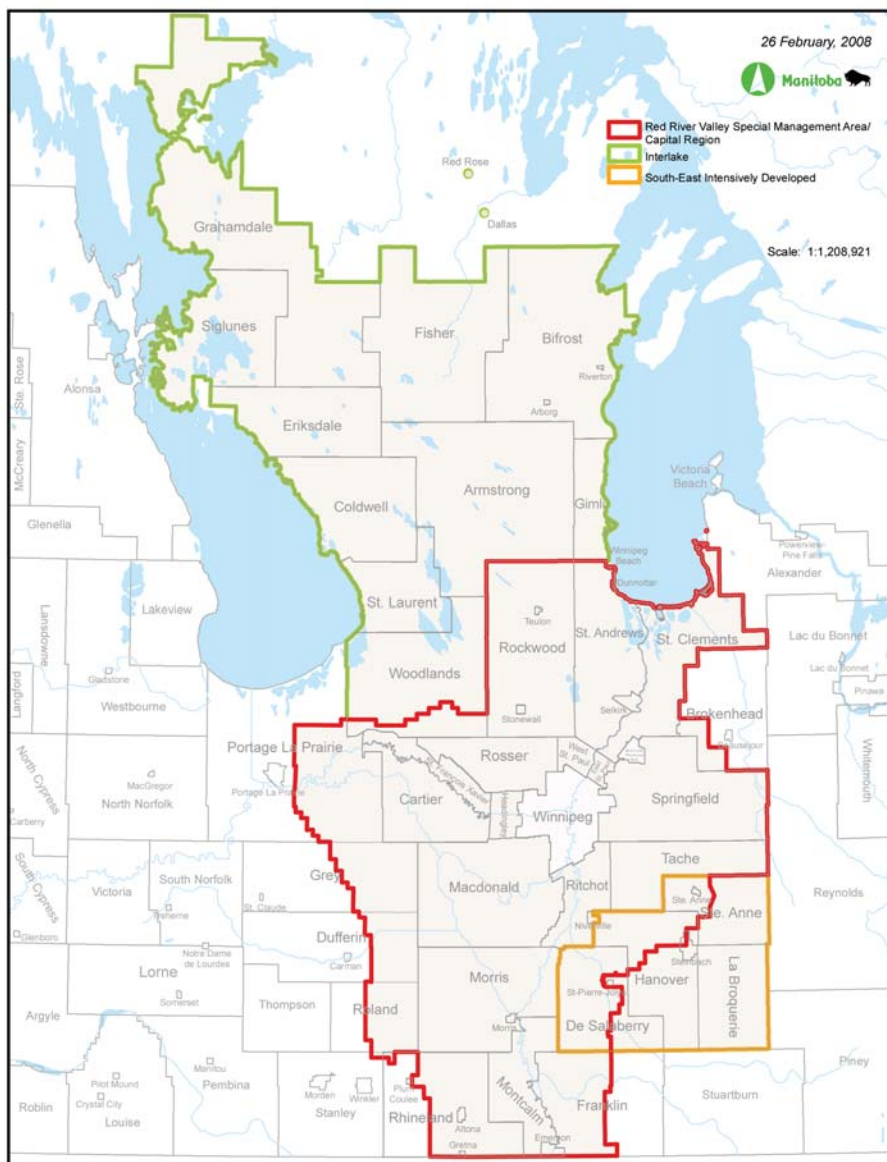 26 February, 2008
Manitoba
Red River Valley Special Management Area/
Capital Region
Interlake
South-East Intensively Developed
Scale: 1:1,208,921
Red Rose
Dallas
Grahamdale
Siglunes
Fisher
Bifrost
Riverton
Arborg
Ste. Rose
Alonsa
Eriksdale
McCreary
Armstrong
Victoria
Beach
Coldwell
Gimli
Glenella
Winnipeg
Beach
Dunnottar
Powerview-
Pine Falls
Alexander
Lakeview
Lansdowne
St. Laurent
Teulon
St. Andrews
St. Clements
Rockwood
Lac du Bonnet
Woodlands
Lac du Bonnet
Langford
Gladstone
Pinawa
Westbourne
Stonewall
Selkirk
Brokenhead
Beausejour
Portage La Prairie
Rosser
West
St. Paul
North Cypress
MacGregor
North Norfolk
Portage La Prairie
St. François Xavier
Cartier
Headingley
Winnipeg
Springfield
Whitemouth
Carberry
South Cypress
Tache
Victoria
South Norfolk
Grey
Macdonald
Ritchot
Ste. Anne
Reynolds
Treherne
St. Claude
Ste. Anne
Niverville
Glenboro
Dufferin
Notre Dame
de Lourdes
Carman
Steinbach
La Broquerie
Lorne
Morris
Hanover
Somerset
St-Pierre-Jolys
Argyle
Thompson
Roland
Morris
De Salaberry
Manitou
Piney
Pilot Mound
Pembina
Morden
Winkler
Plum
Coulee
Montcalm
Stuartburn
Roblin
Crystal City
Louise
Stanley
Rhineland
Altona
Franklin
Emerson
Gretna